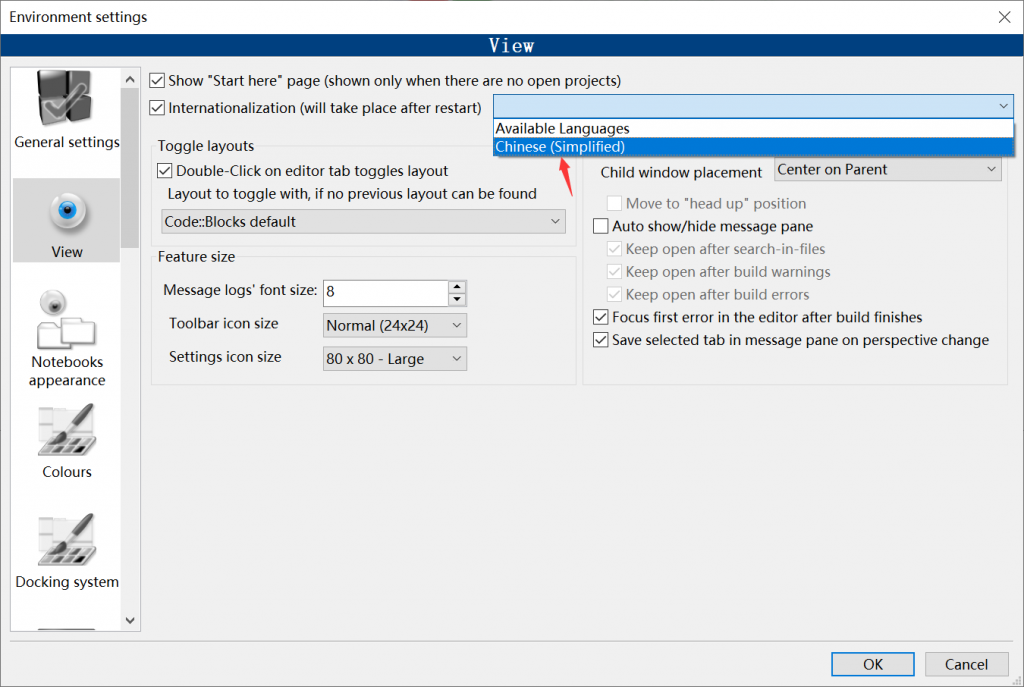 Environment settings
View
General settings
View
Notebooks
appearance
Colours
Docking system
Show "Start here" page (shown only when there are no open projects)
Internationalization (will take place after restart)
Available Languages
Chinese (Simplified)
Toggle layouts
Double-Click on editor tab toggles layout
Layout to toggle with, if no previous layout can be found
Code::Blocks default
Feature size
Message logs' font size: 8
Toolbar icon size Normal (24x24)
Settings icon size 80 x 80 - Large
Child window placement Center on Parent
Move to "head up" position
Auto show/hide message pane
Keep open after search-in-files
Keep open after build warnings
Keep open after build errors
Focus first error in the editor after build finishes
Save selected tab in message pane on perspective change
OK Cancel